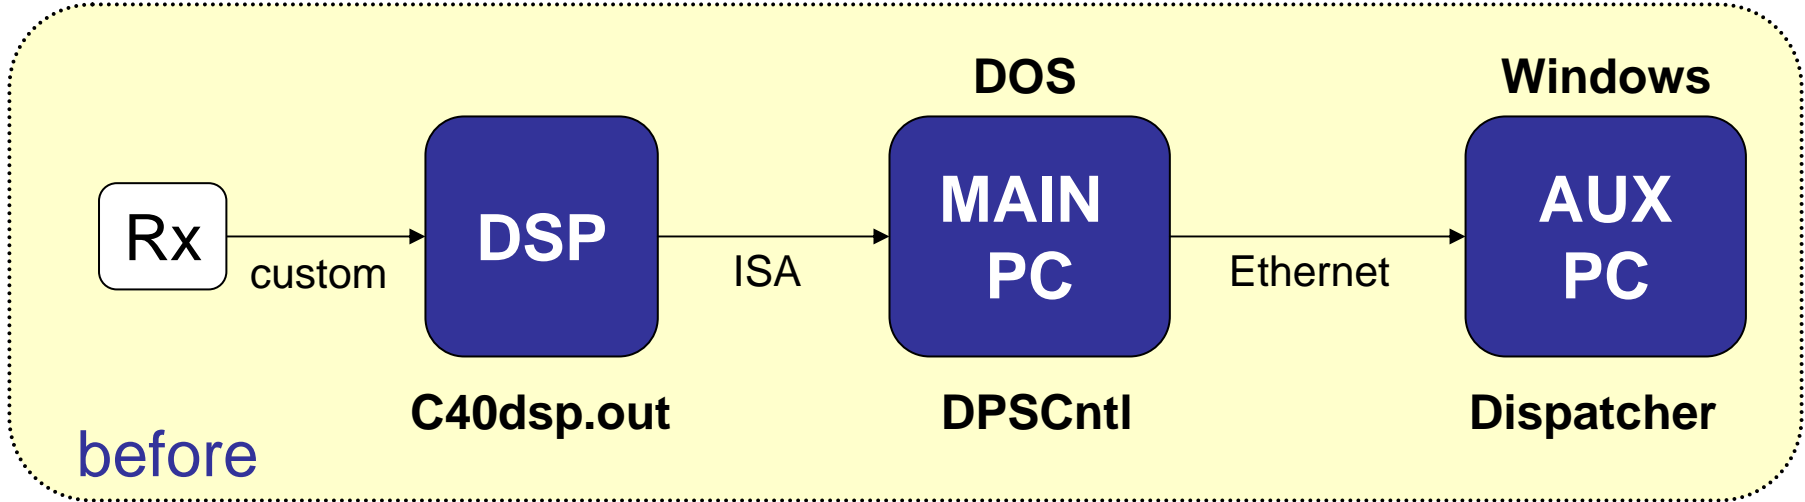 DOS
Windows
Rx
custom
DSP
ISA
MAIN
PC
Ethernet
AUX
PC
C40dsp.out
DPSCntl
Dispatcher
before